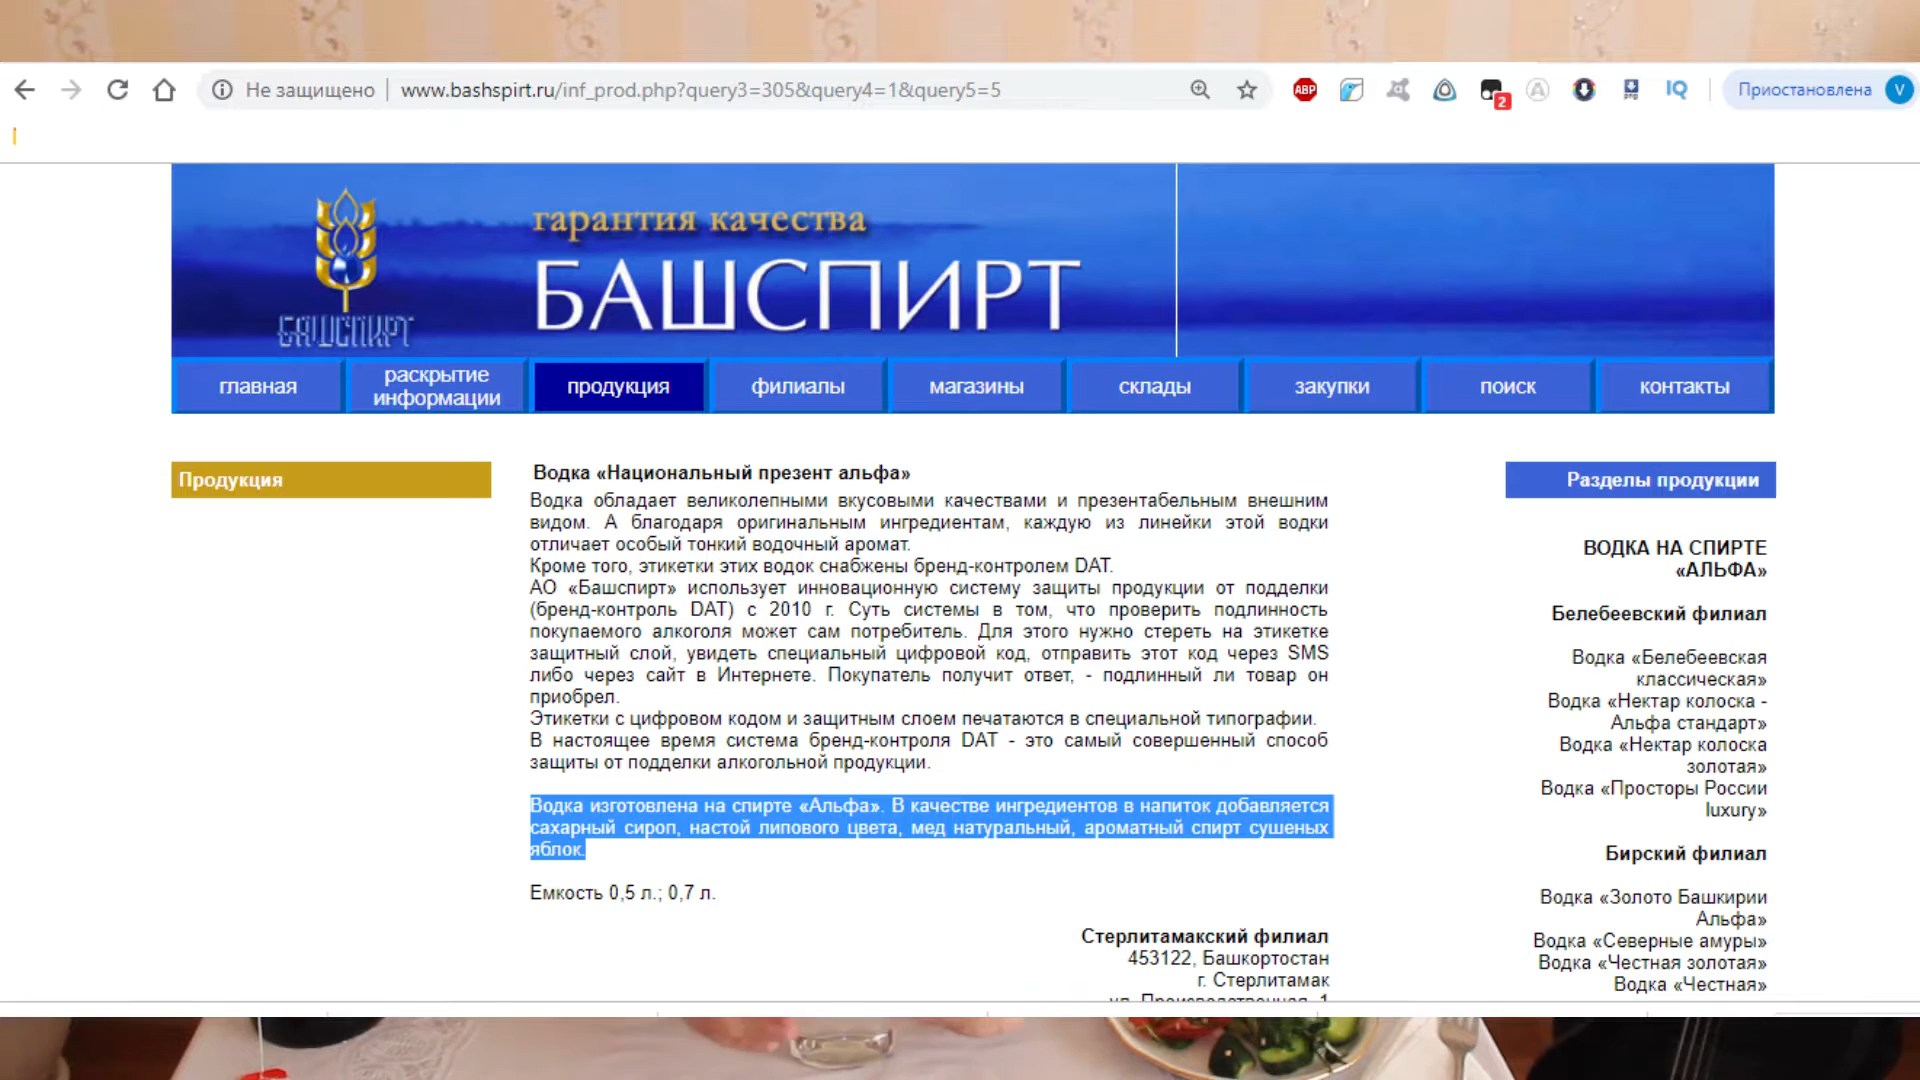 Не защищено
www.bashspirt.ru/inf_prod.php?query3=305&query4=1&query5=5
ABP
2
A
IQ
Приостановлена
V
гарантия качества
БАШСПИРТ
БАШСПИРТ
главная
раскрытие
информации
продукция
филиалы
магазины
склады
закупки
поиск
контакты
Продукция
Водка «Национальный презент альфа»
Водка обладает великолепными вкусовыми качествами и презентабельным внешним
видом. А благодаря оригинальным ингредиентам, каждую из линейки этой водки
отличает особый тонкий водочный аромат.
Кроме того, этикетки этих водок снабжены бренд-контролем DAT.
АО «Башспирт» использует инновационную систему защиты продукции от подделки
(бренд-контроль DAT) с 2010 г. Суть системы в том, что проверить подлинность
покупаемого алкоголя может сам потребитель. Для этого нужно стереть на этикетке
защитный слой, увидеть специальный цифровой код, отправить этот код через SMS
либо через сайт в Интернете. Покупатель получит ответ, - подлинный ли товар он
приобрел.
Этикетки с цифровом кодом и защитным слоем печатаются в специальной типографии.
В настоящее время система бренд-контроля DAT - это самый совершенный способ
защиты от подделки алкогольной продукции.
Водка изготовлена на спирте «Альфа». В качестве ингредиентов в напиток добавляется
сахарный сироп, настой липового цвета, мед натуральный, ароматный спирт сушеных
яблок.
Емкость 0,5 л.; 0,7 л.
Стерлитамакский филиал
453122, Башкортостан
г. Стерлитамак
ул. Производственная, 1
Разделы продукции
ВОДКА НА СПИРТЕ
«АЛЬФА»
Белебеевский филиал
Водка «Белебеевская
классическая»
Водка «Нектар колоска -
Альфа стандарт»
Водка «Нектар колоска
золотая»
Водка «Просторы России
luxury»
Бирский филиал
Водка «Золото Башкирии
Альфа»
Водка «Северные амуры»
Водка «Честная золотая»
Водка «Честная»